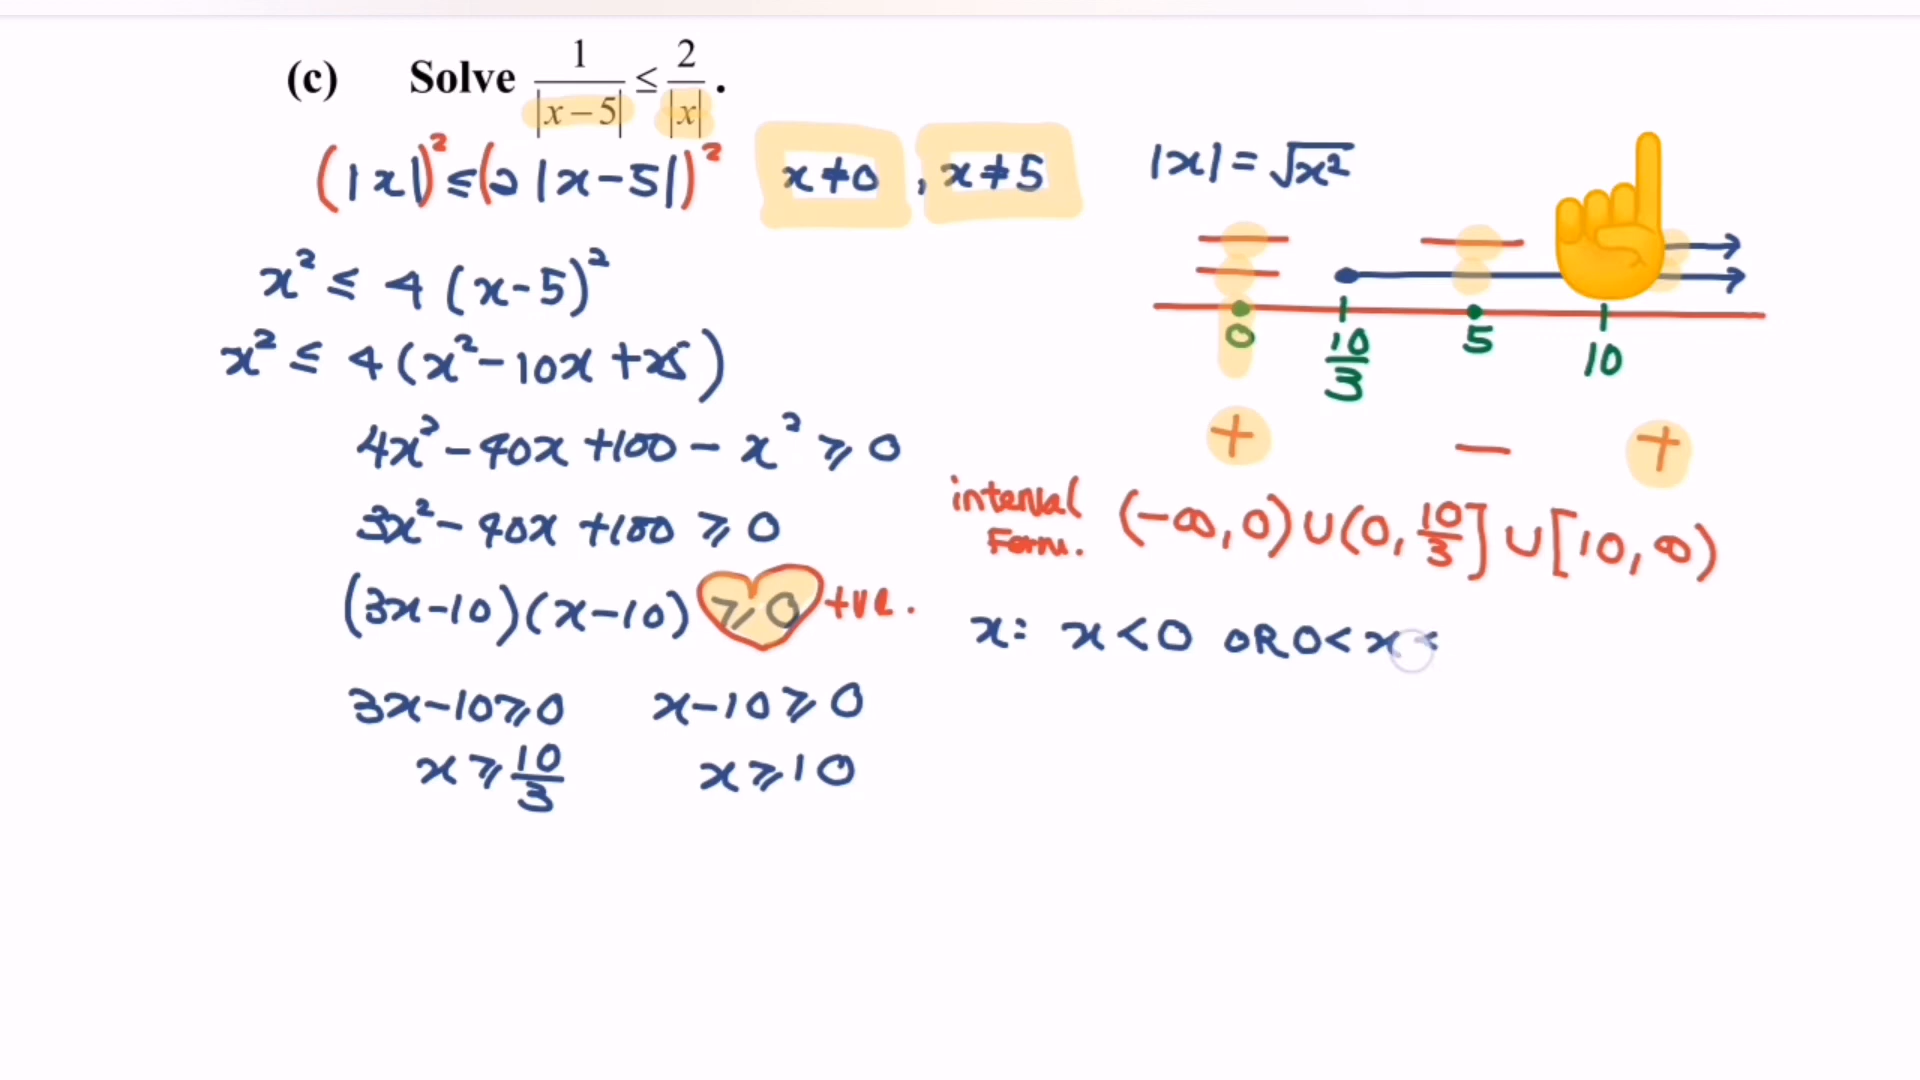 (c) Solve 1/|x−5| ≤ 2/|x| .
(|x|)² ≤ (2|x−5|)² x≠0 , x≠5
|x| = √x²
x² ≤ 4(x−5)²
x² ≤ 4(x²−10x+25)
4x²−40x+100−x² ⩾ 0
3x²−40x+100 ⩾ 0
(3x−10)(x−10) ⩾ 0 +ve.
3x−10⩾0 x−10⩾0
x⩾10/3 x⩾10
0 10/3 5 10
+ − +
interval Form. (−∞,0)∪(0,10/3]∪[10,∞)
x: x<0 OR 0<x